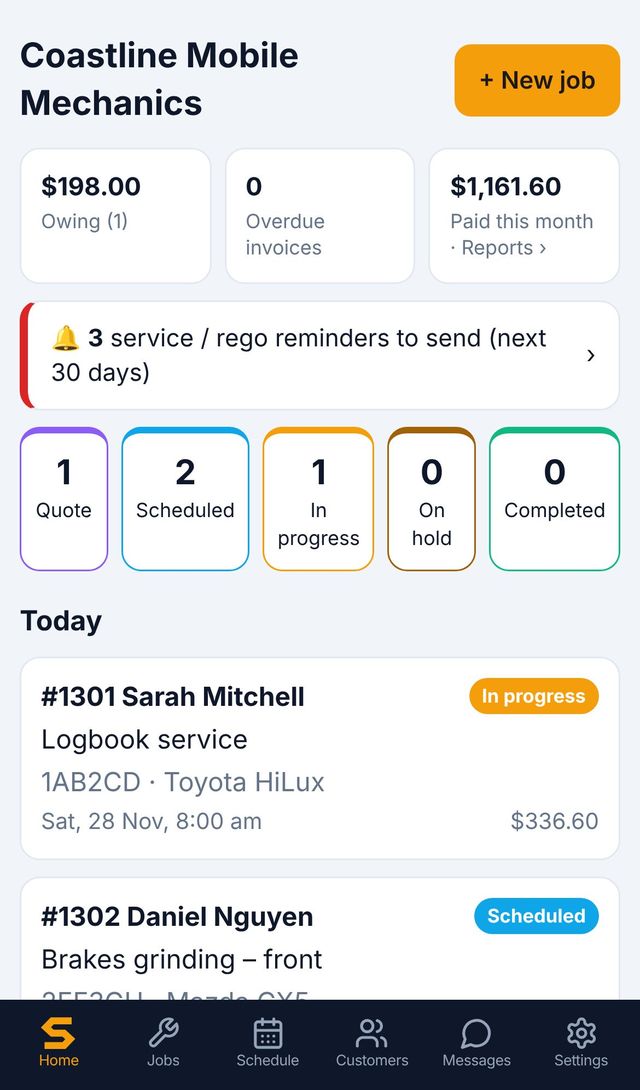 Coastline Mobile
Mechanics
+ New job
$198.00
Owing (1)
0
Overdue
invoices
$1,161.60
Paid this month
· Reports ›
🔔 3 service / rego reminders to send (next
30 days)
›
1
Quote
2
Scheduled
1
In
progress
0
On
hold
0
Completed
Today
#1301 Sarah Mitchell
In progress
Logbook service
1AB2CD · Toyota HiLux
Sat, 28 Nov, 8:00 am
$336.60
#1302 Daniel Nguyen
Scheduled
Brakes grinding – front
Home
Jobs
Schedule
Customers
Messages
Settings